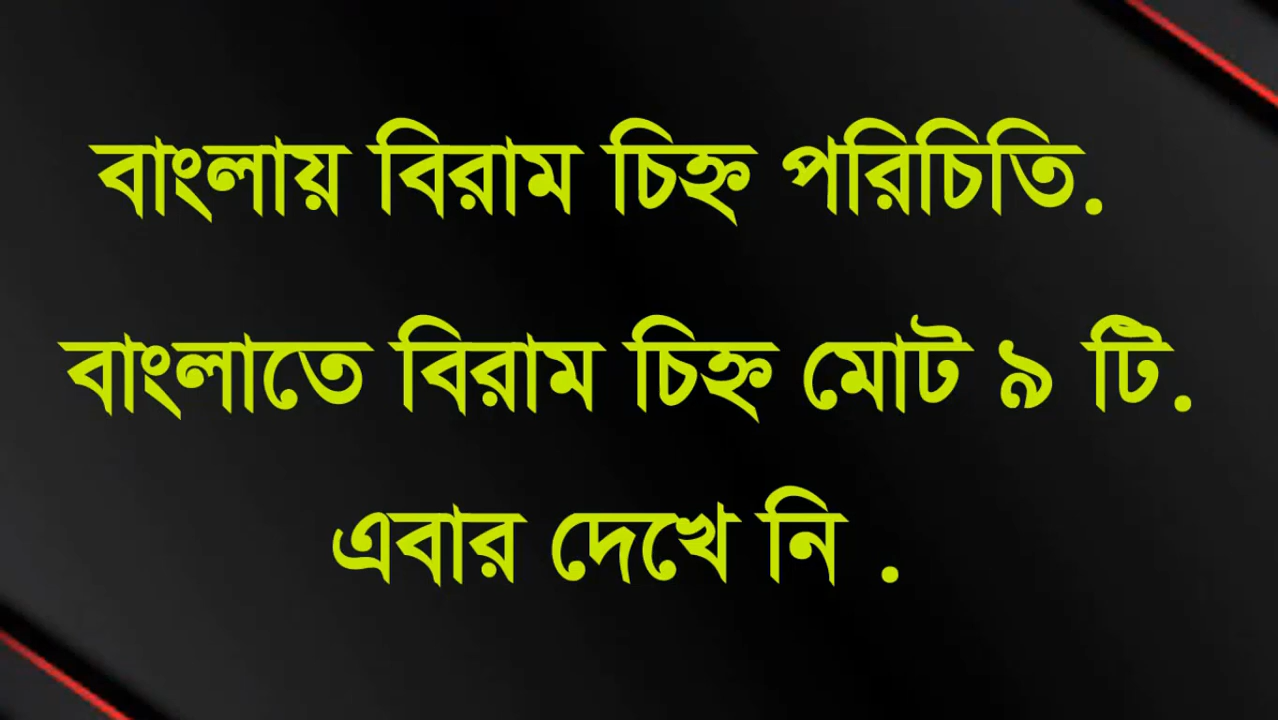 বাংলায় বিরাম চিহ্ন পরিচিতি.
বাংলাতে বিরাম চিহ্ন মোট ৯ টি.
এবার দেখে নি .